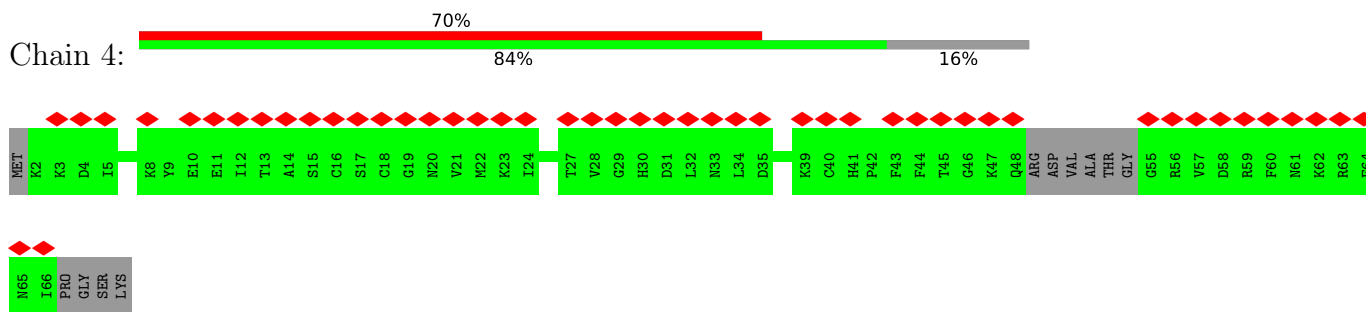 70%
Chain 4:
84% 16%
MET K2 K3 D4 I5 K8 Y9 E10 E11 I12 T13 A14 S15 C16 S17 C18 G19 N20 V21 M22 K23 I24 T27 V28 G29 H30 D31 L32 N33 L34 D35 K39 C40 H41 P42 F43 F44 T45 G46 K47 Q48 ARG ASP VAL ALA THR GLY G55 R56 V57 D58 R59 F60 N61 K62 R63
N65 I66 PRO GLY SER LYS